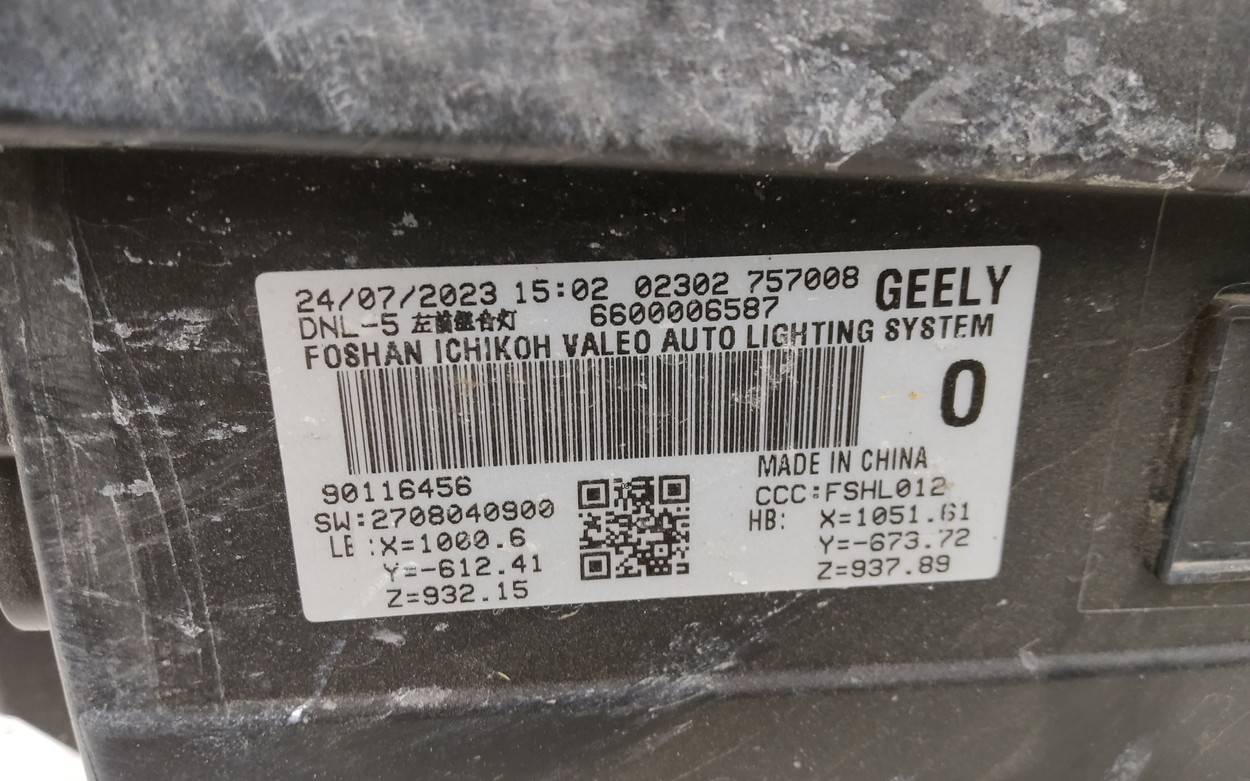 24/07/2023 15:02 02302 757008 GEELY
DNL-5 左前组合灯 6600006587
FOSHAN ICHIKOH VALEO AUTO LIGHTING SYSTEM
0
90116456
SW:2708040900
LB :X=1000.6
Y=-612.41
Z=932.15
MADE IN CHINA
CCC:FSHL012
HB: X=1051.61
Y=-673.72
Z=937.89